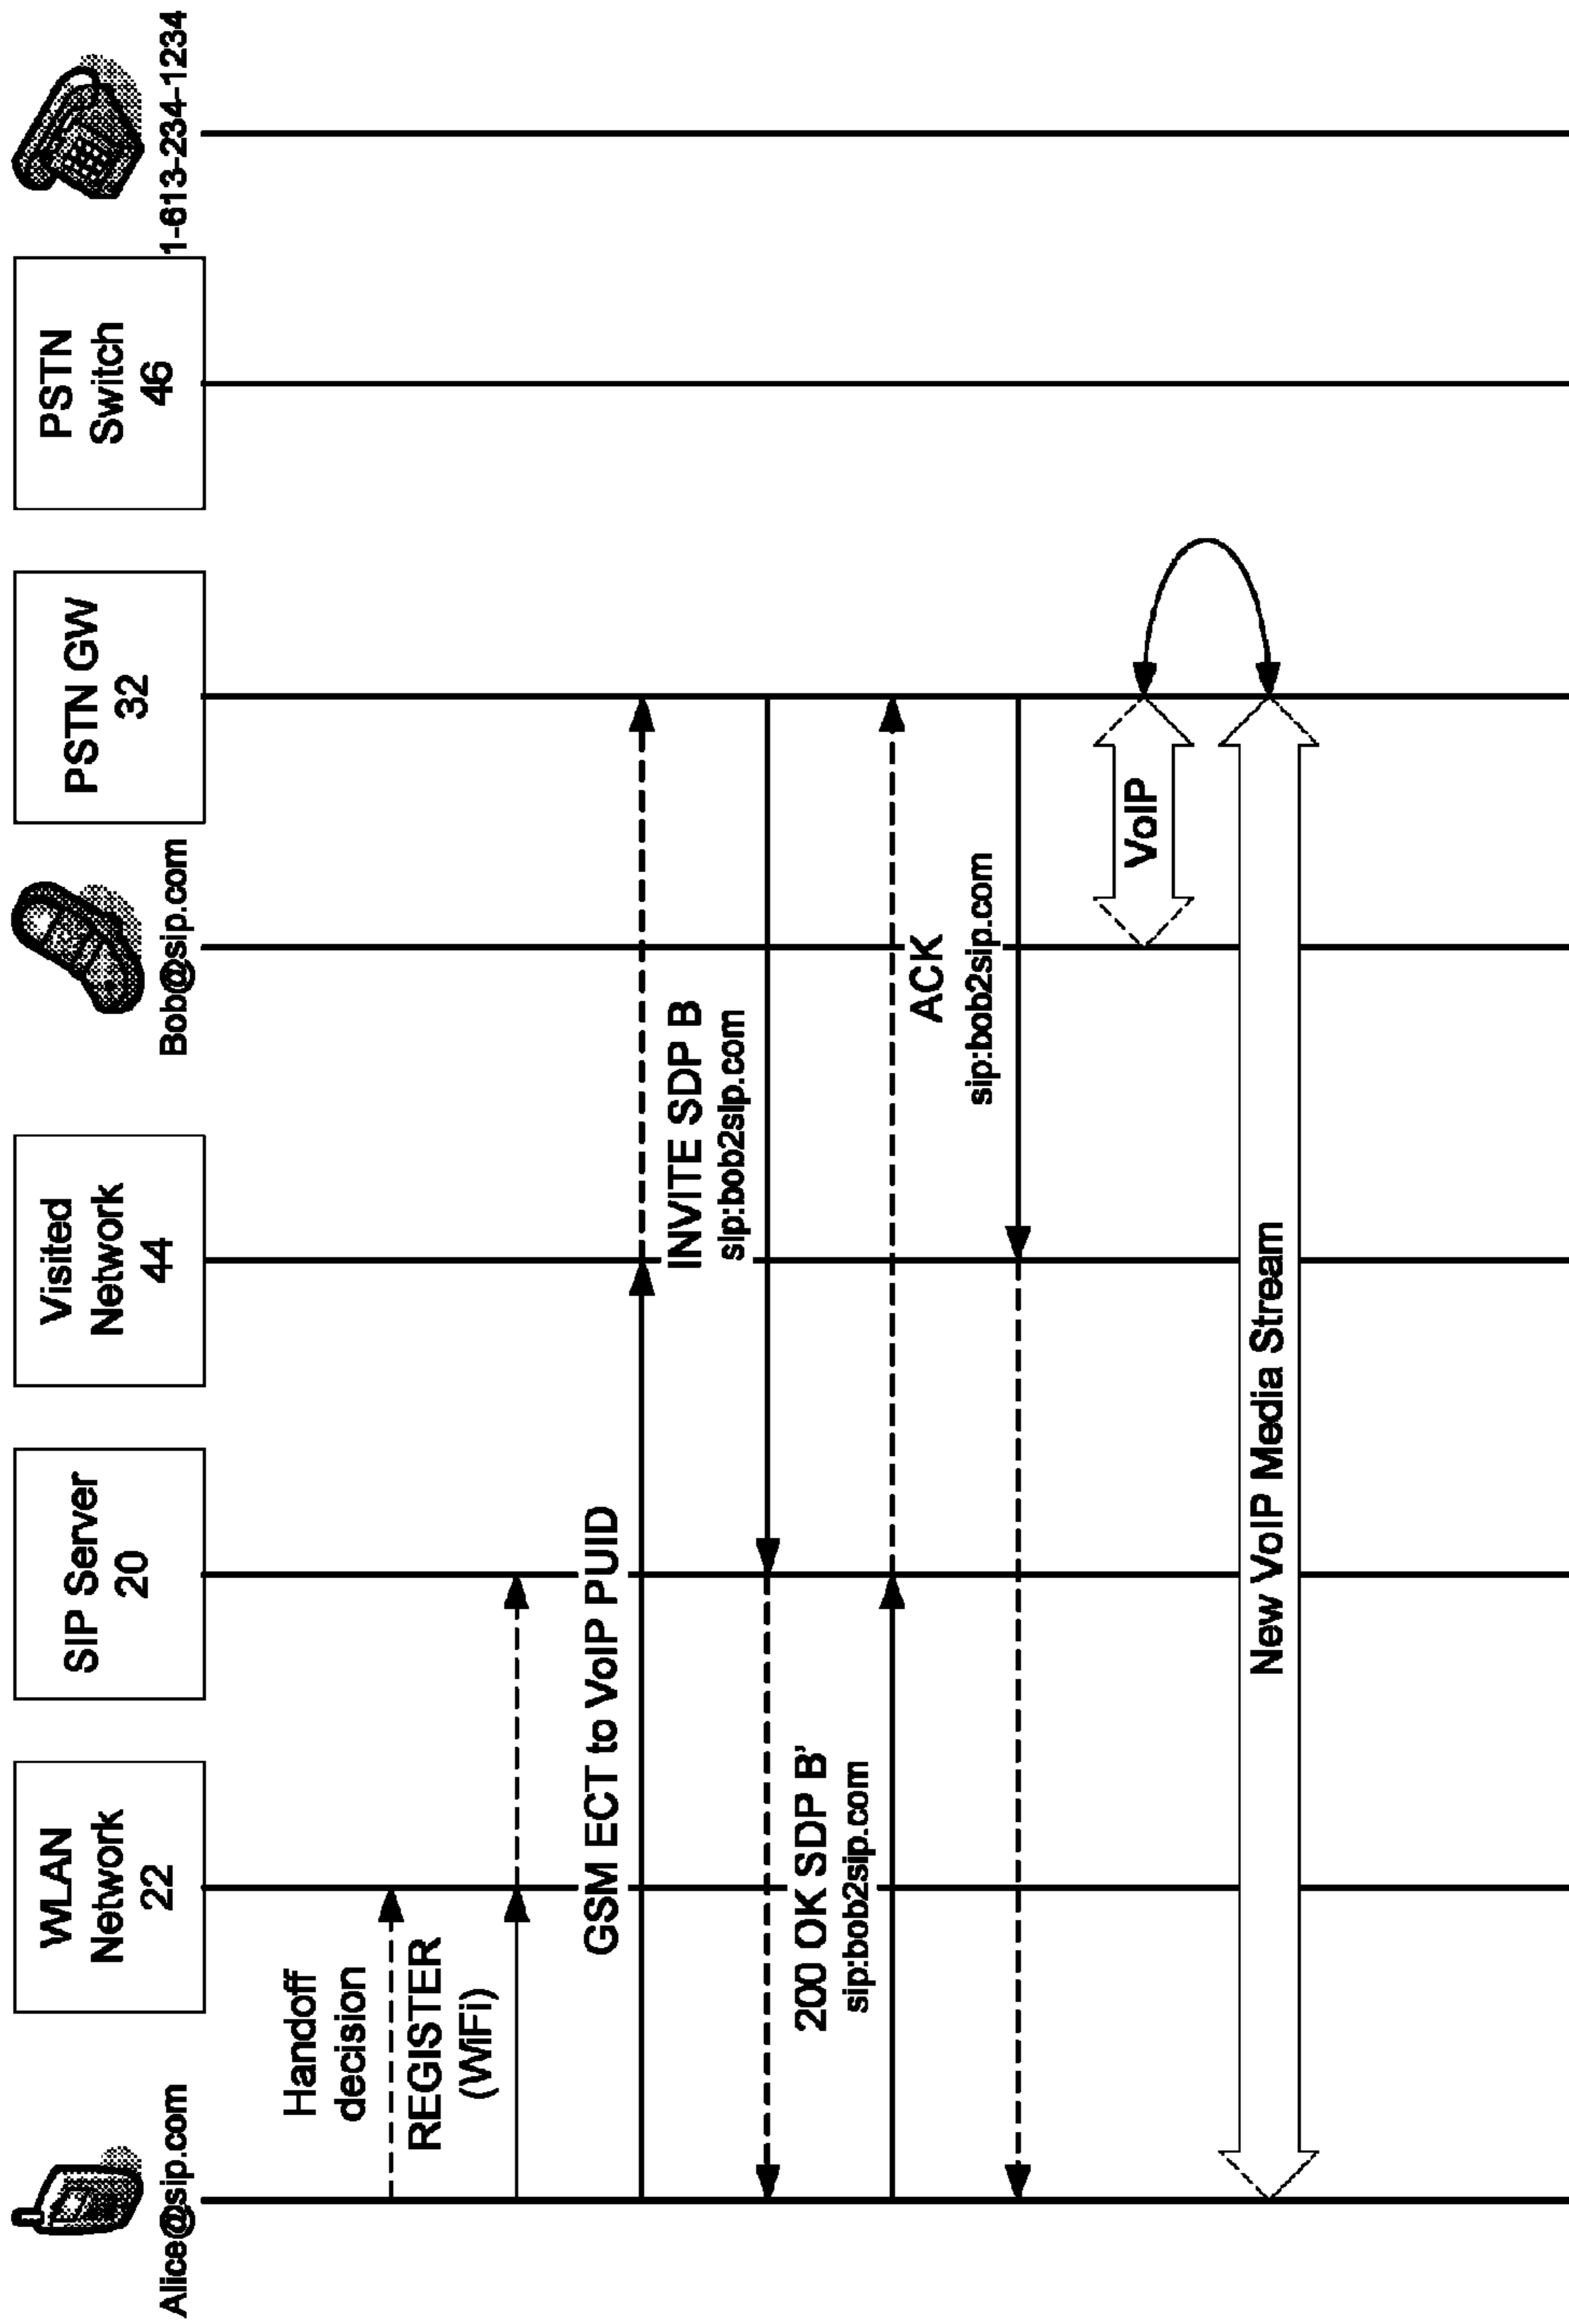 Alice@sip.com
WLAN
Network
22
SIP Server
20
Visited
Network
44
Bob@sip.com
PSTN GW
32
PSTN
Switch
46
1-613-234-1234
Handoff
decision
REGISTER
(WiFi)
GSM ECT to VoIP PUID
INVITE SDP B
sip:bob2sip.com
200 OK SDP B'
sip:bob2sip.com
ACK
sip:bob2sip.com
VoIP
New VoIP Media Stream